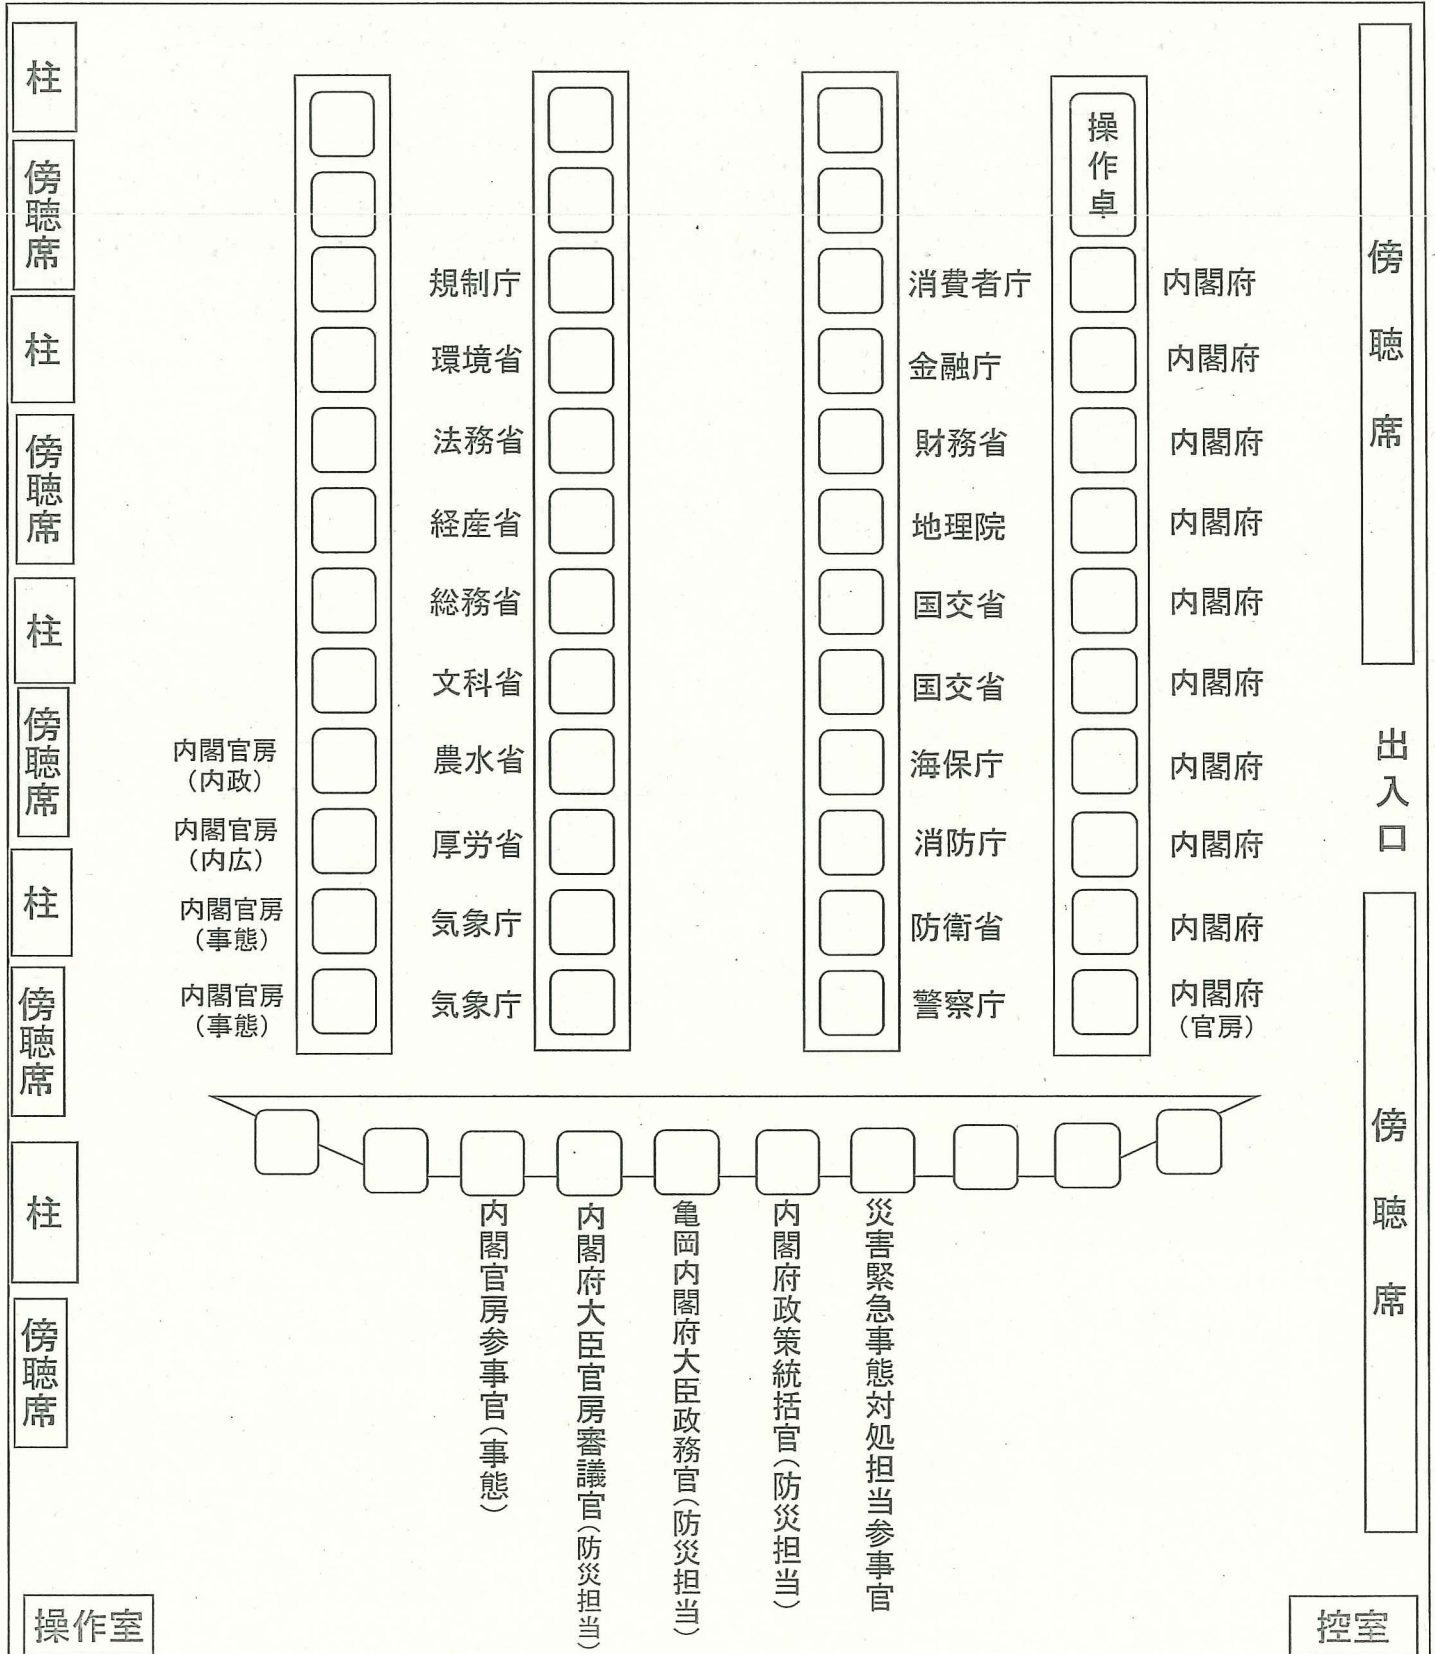 柱
傍聴席
柱
傍聴席
柱
傍聴席
柱
傍聴席
柱
傍聴席
操作室
内閣官房
（内政）
内閣官房
（内広）
内閣官房
（事態）
内閣官房
（事態）
規制庁
環境省
法務省
経産省
総務省
文科省
農水省
厚労省
気象庁
気象庁
消費者庁
金融庁
財務省
地理院
国交省
国交省
海保庁
消防庁
防衛省
警察庁
操作卓
内閣府
内閣府
内閣府
内閣府
内閣府
内閣府
内閣府
内閣府
内閣府
内閣府
（官房）
内閣官房参事官（事態）
内閣府大臣官房審議官（防災担当）
亀岡内閣府大臣政務官（防災担当）
内閣府政策統括官（防災担当）
災害緊急事態対処担当参事官
傍聴席
出入口
傍聴席
控室